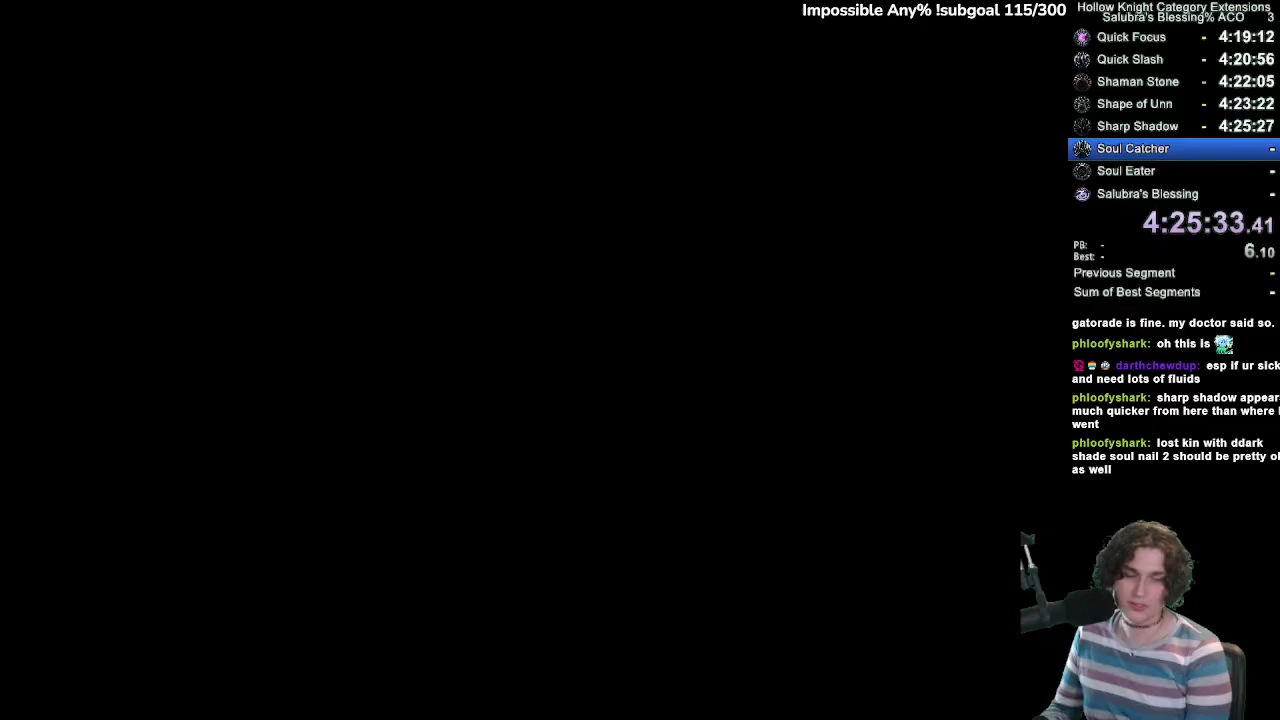 Impossible Any% !subgoal 115/300
Hollow Knight Category Extensions
Salubra's Blessing% ACO 3
Quick Focus - 4:19:12
Quick Slash - 4:20:56
Shaman Stone - 4:22:05
Shape of Unn - 4:23:22
Sharp Shadow - 4:25:27
Soul Catcher -
Soul Eater -
Salubra's Blessing -
4:25:33.41
PB: - 6.10
Best: -
Previous Segment -
Sum of Best Segments -
gatorade is fine. my doctor said so.
phloofyshark: oh this is
darthchewdup: esp if ur sick
and need lots of fluids
phloofyshark: sharp shadow appears
much quicker from here than where
went
phloofyshark: lost kin with ddark
shade soul nail 2 should be pretty
as well